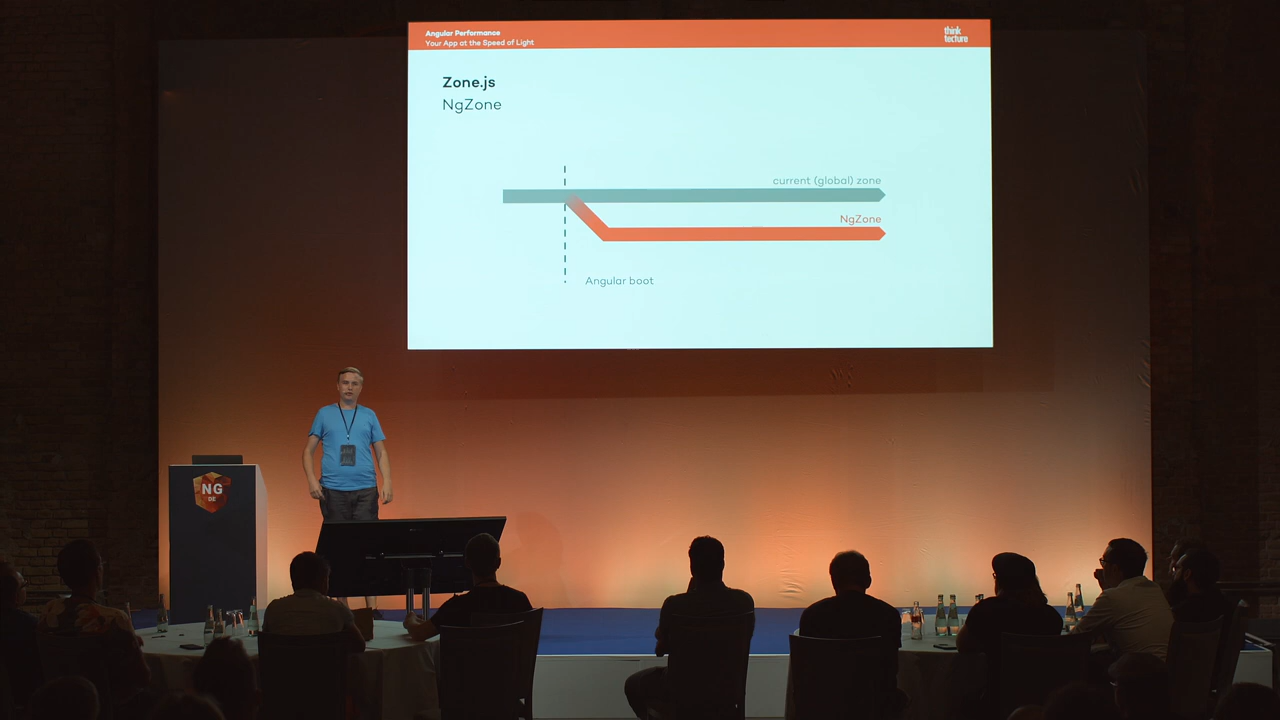 Angular Performance
Your App at the Speed of Light
think
tecture
Zone.js
NgZone
current (global) zone
NgZone
Angular boot
NG
DE